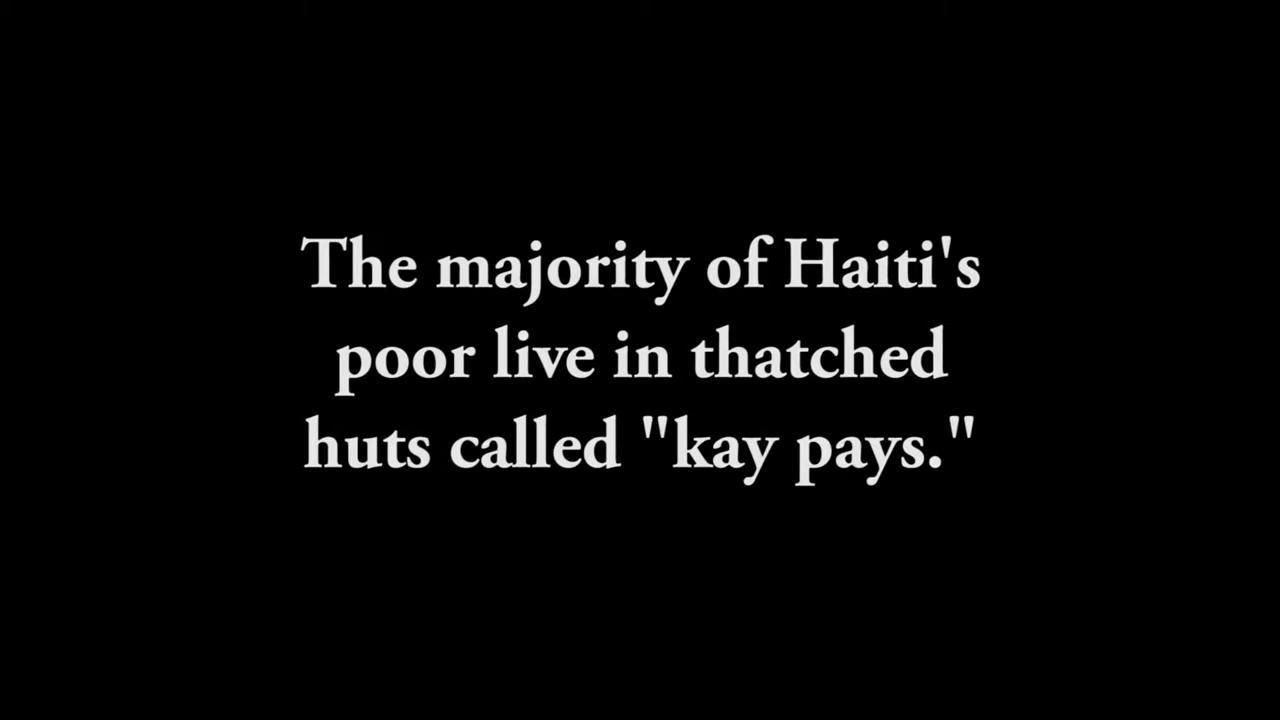 The majority of Haiti's
poor live in thatched
huts called "kay pays."